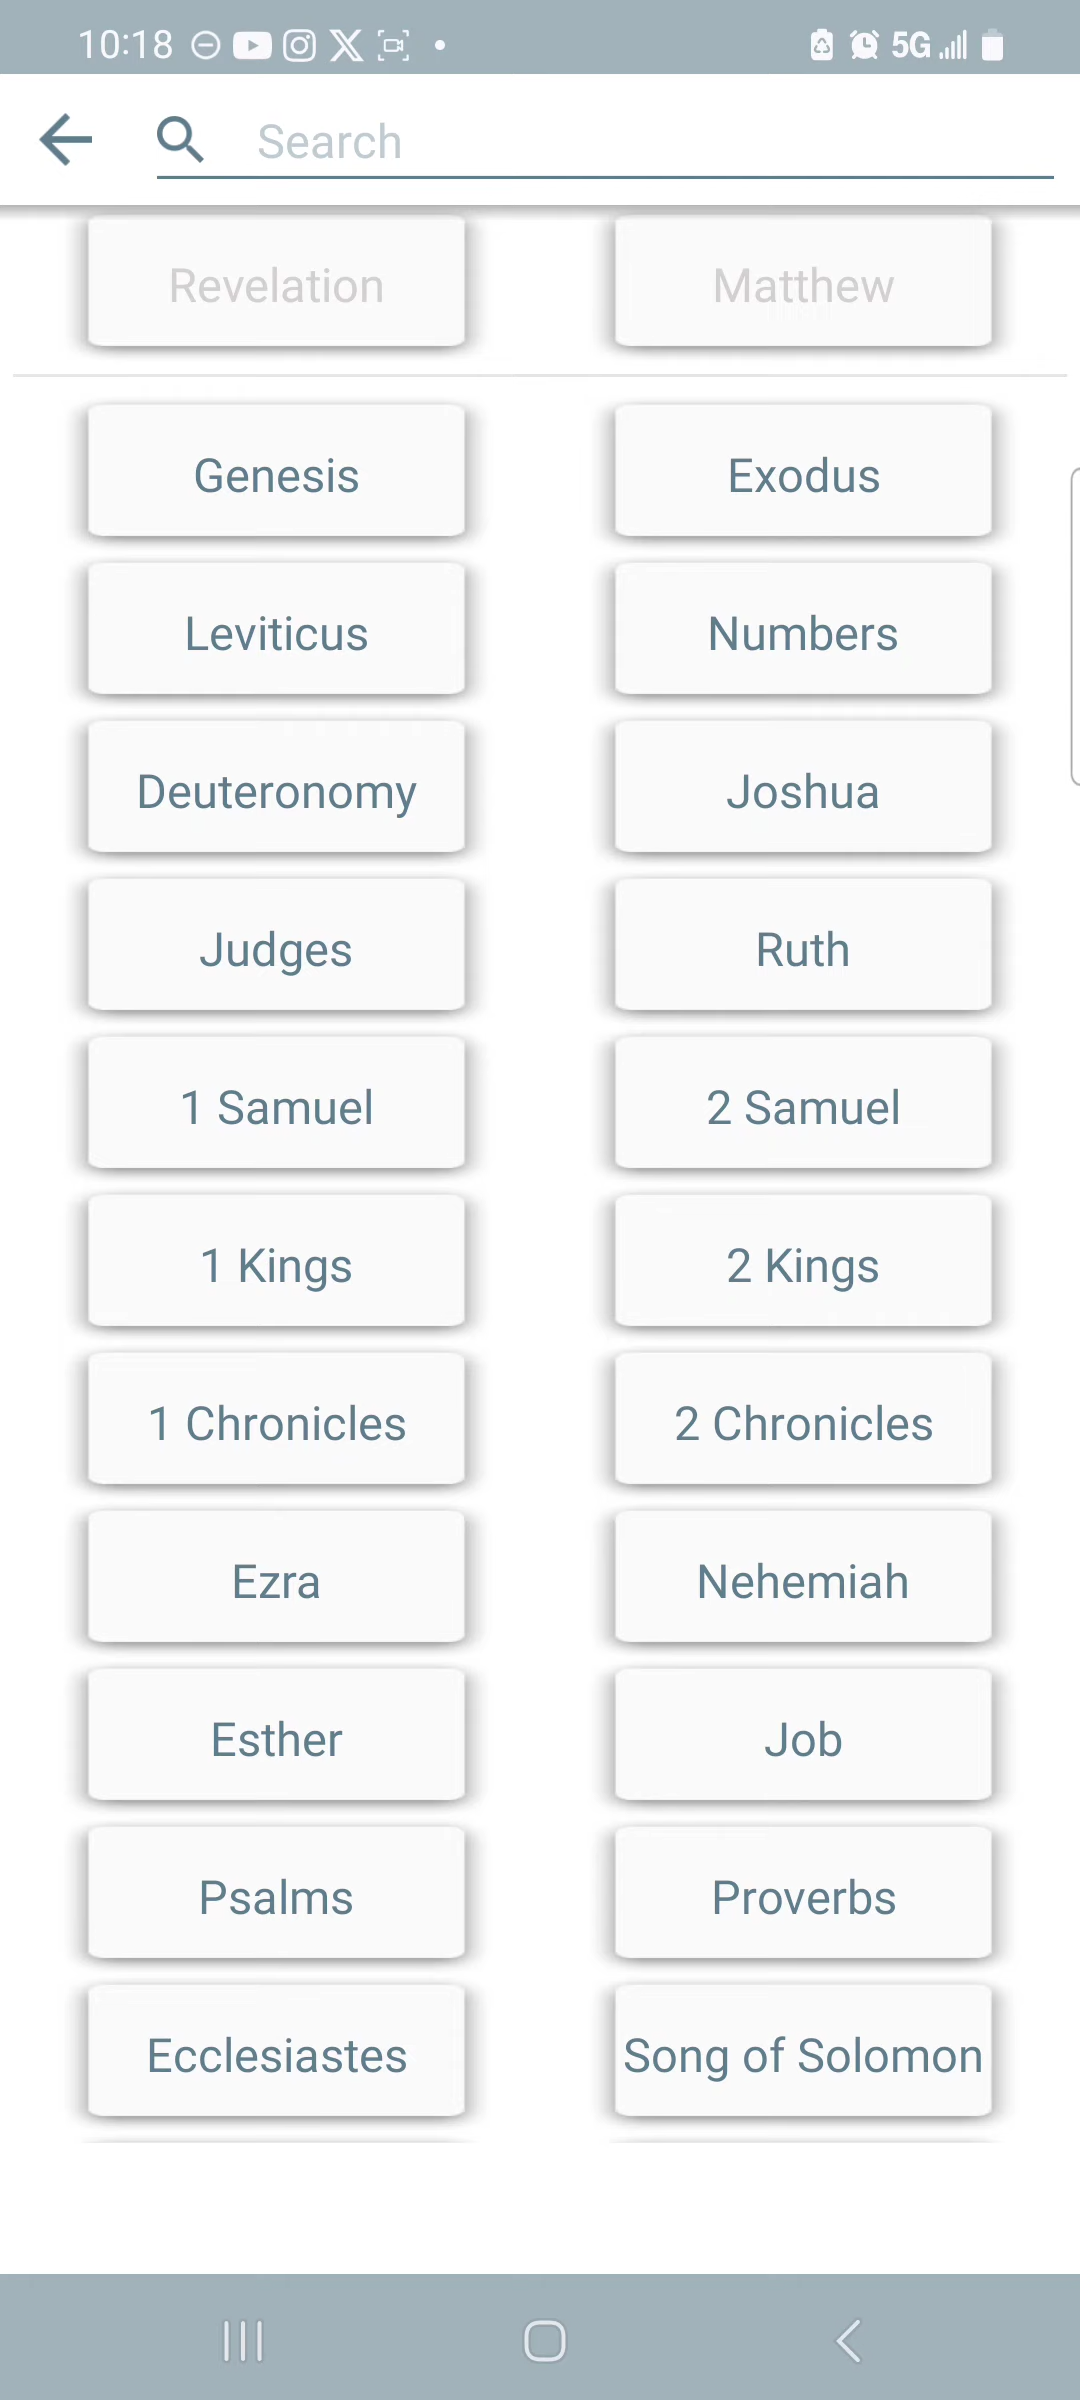 10:18 5G
Search
Revelation Matthew
Genesis Exodus
Leviticus Numbers
Deuteronomy Joshua
Judges Ruth
1 Samuel 2 Samuel
1 Kings 2 Kings
1 Chronicles 2 Chronicles
Ezra Nehemiah
Esther Job
Psalms Proverbs
Ecclesiastes Song of Solomon